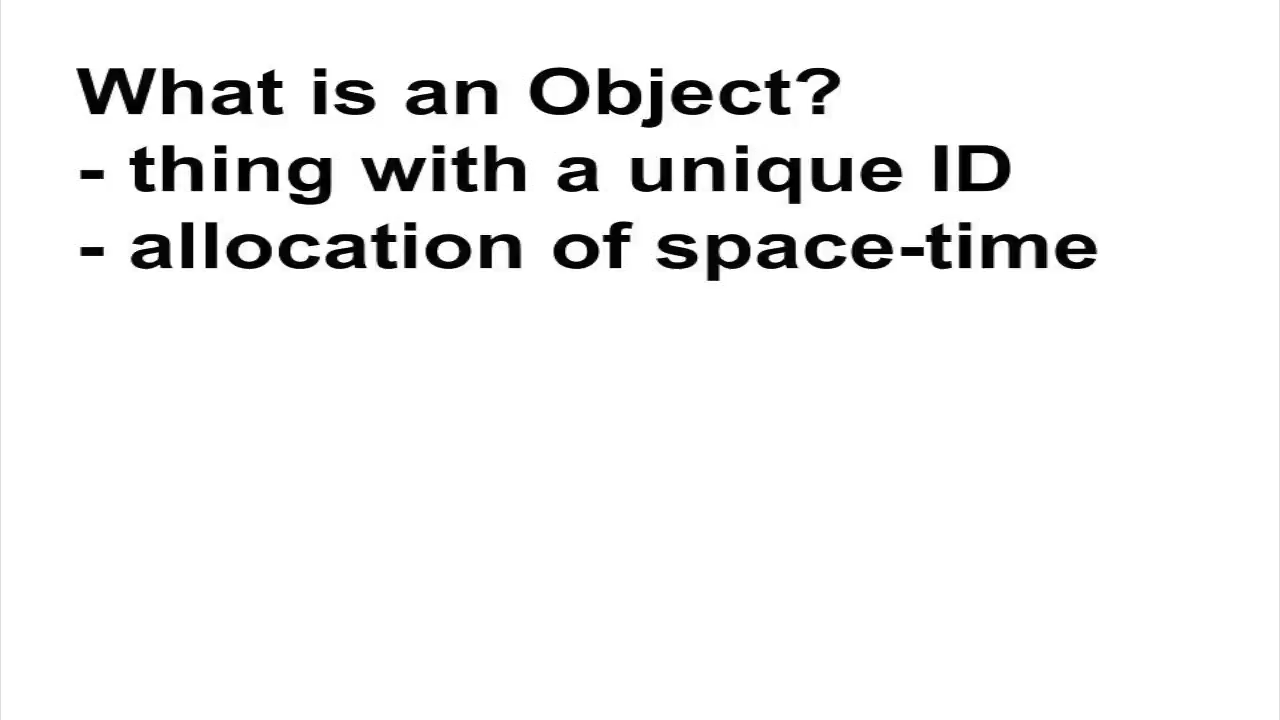 What is an Object?
- thing with a unique ID
- allocation of space-time